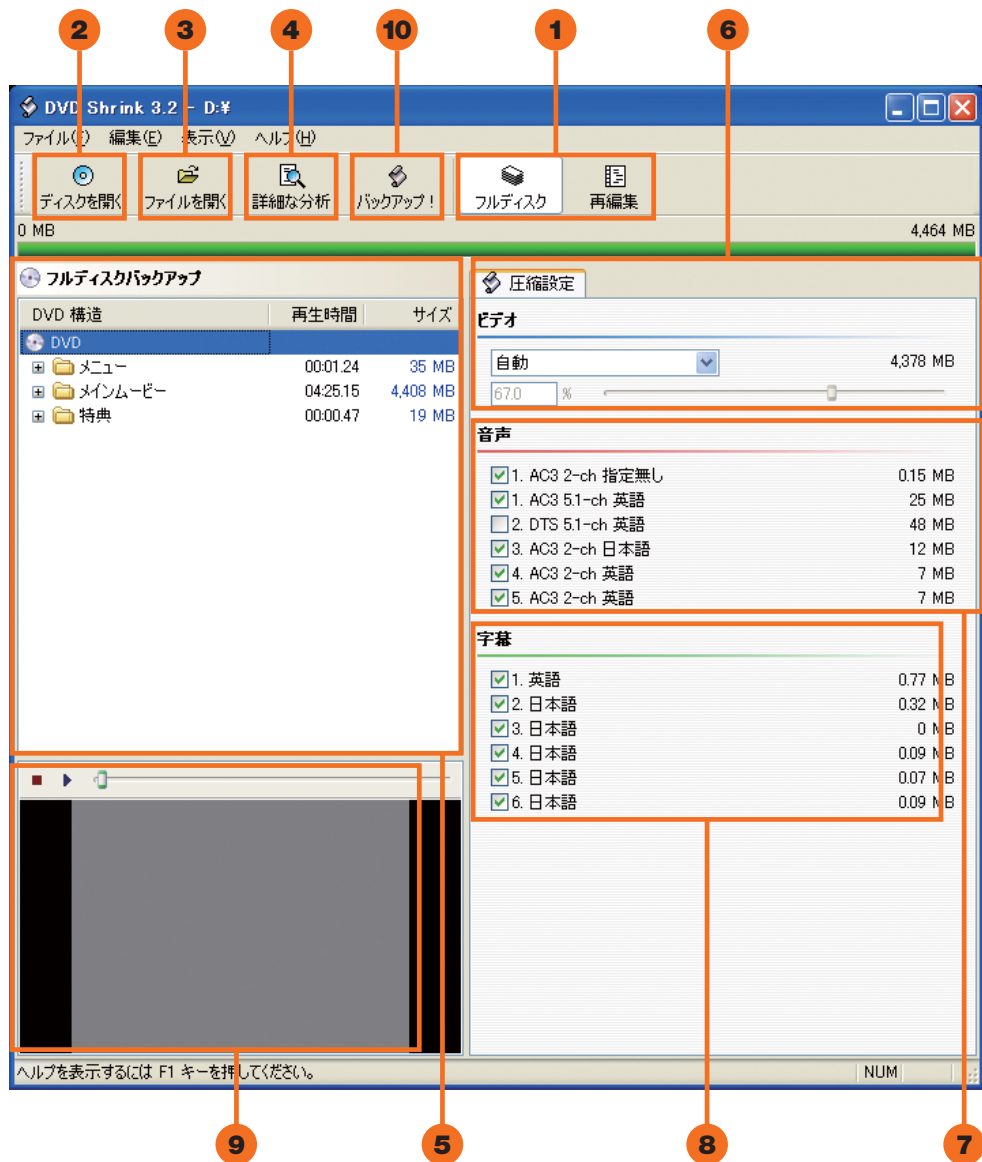 2 3 4 10 1 6
DVD Shrink 3.2 - D:¥
ファイル(F) 編集(E) 表示(V) ヘルプ(H)
ディスクを開く ファイルを開く 詳細な分析 バックアップ! フルディスク 再編集
0 MB 4,464 MB
フルディスクバックアップ
DVD 構造 再生時間 サイズ
DVD
メニュー 00:01.24 35 MB
メインムービー 04:25.15 4,408 MB
特典 00:00.47 19 MB
圧縮設定
ビデオ
自動 4,378 MB
67.0 %
音声
1. AC3 2-ch 指定無し 0.15 MB
1. AC3 5.1-ch 英語 25 MB
2. DTS 5.1-ch 英語 48 MB
3. AC3 2-ch 日本語 12 MB
4. AC3 2-ch 英語 7 MB
5. AC3 2-ch 英語 7 MB
字幕
1. 英語 0.77 MB
2. 日本語 0.32 MB
3. 日本語 0 MB
4. 日本語 0.09 MB
5. 日本語 0.07 MB
6. 日本語 0.09 MB
ヘルプを表示するには F1 キーを押してください。 NUM
9 5 8 7